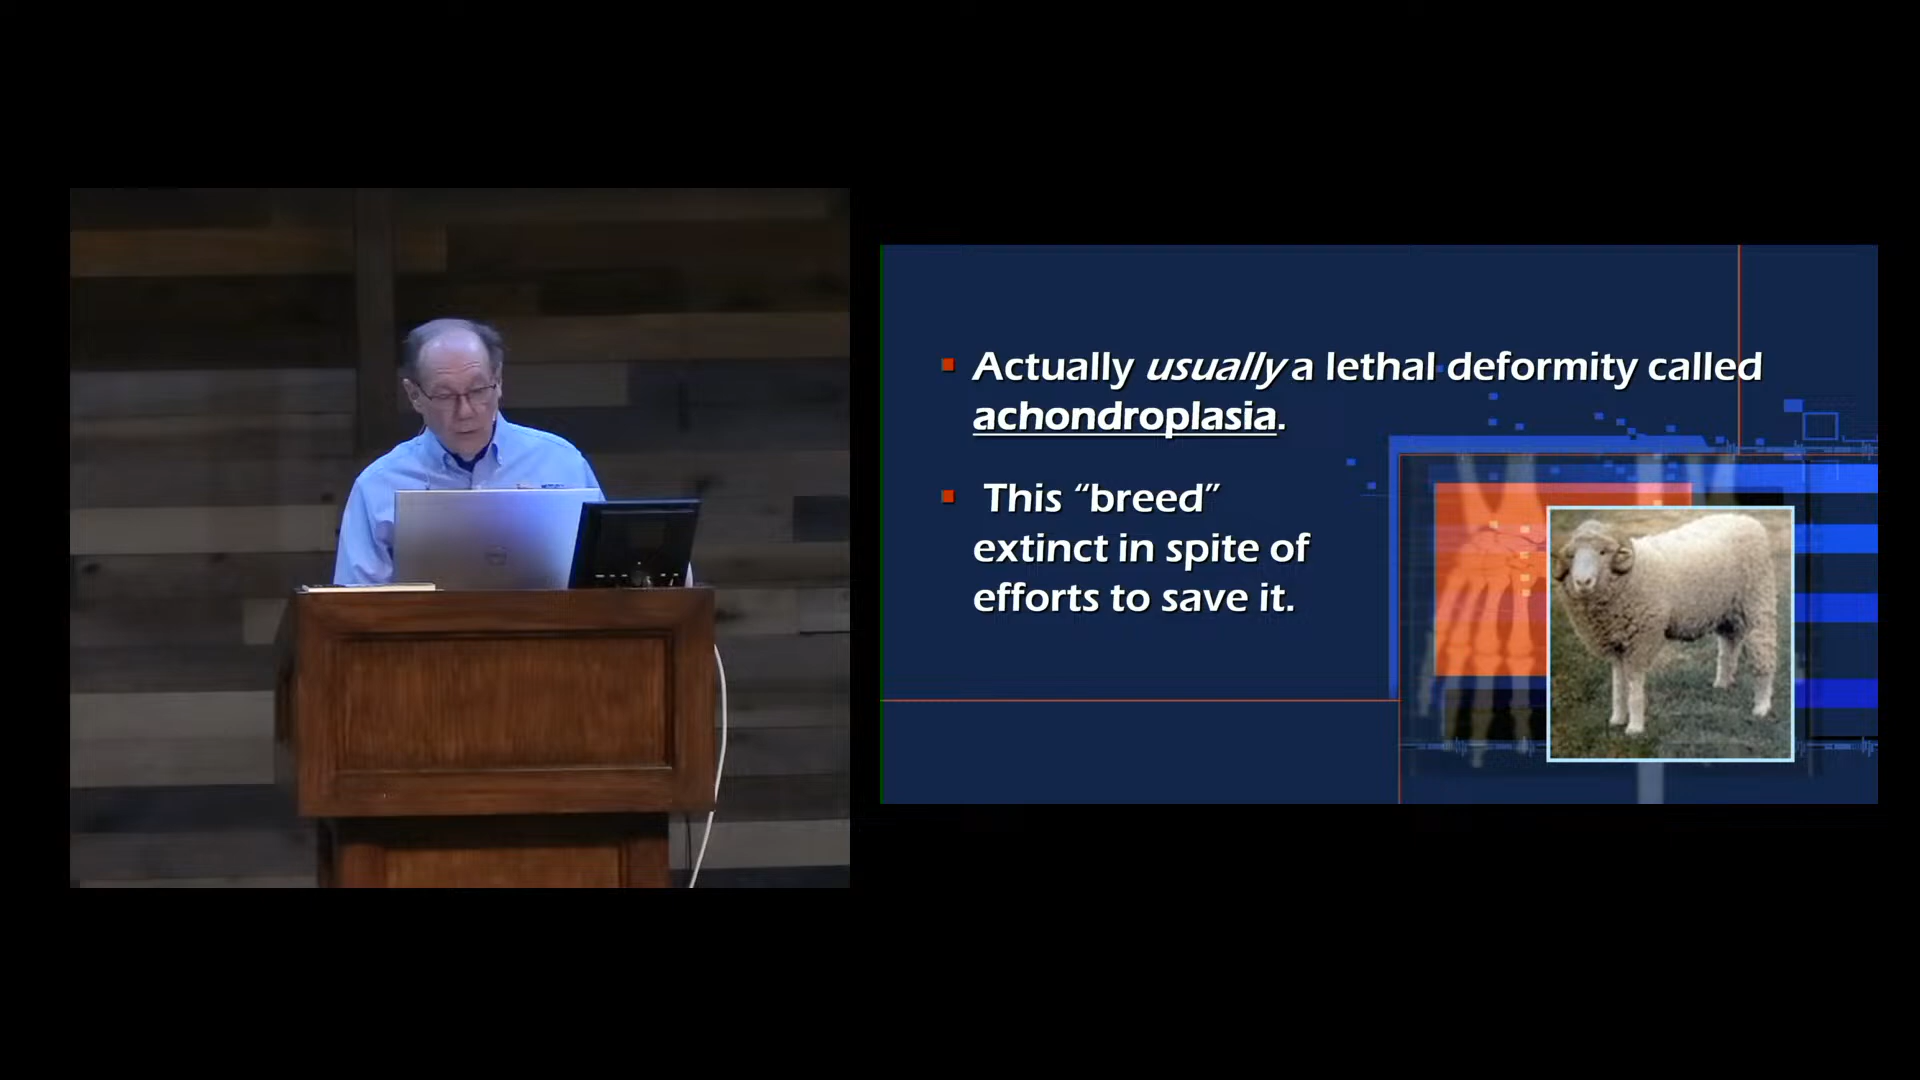 Actually usually a lethal deformity called
achondroplasia.
This “breed”
extinct in spite of
efforts to save it.